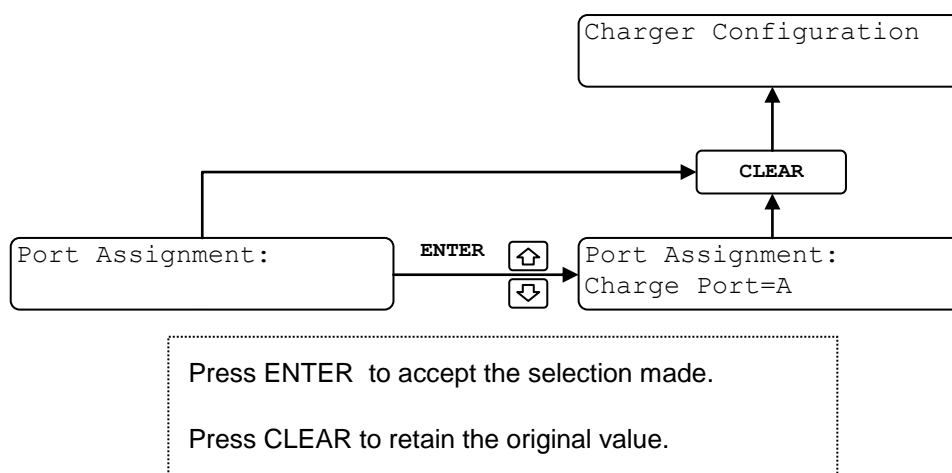 Charger Configuration
CLEAR
Port Assignment:
ENTER
Port Assignment:
Charge Port=A
Press ENTER to accept the selection made.
Press CLEAR to retain the original value.